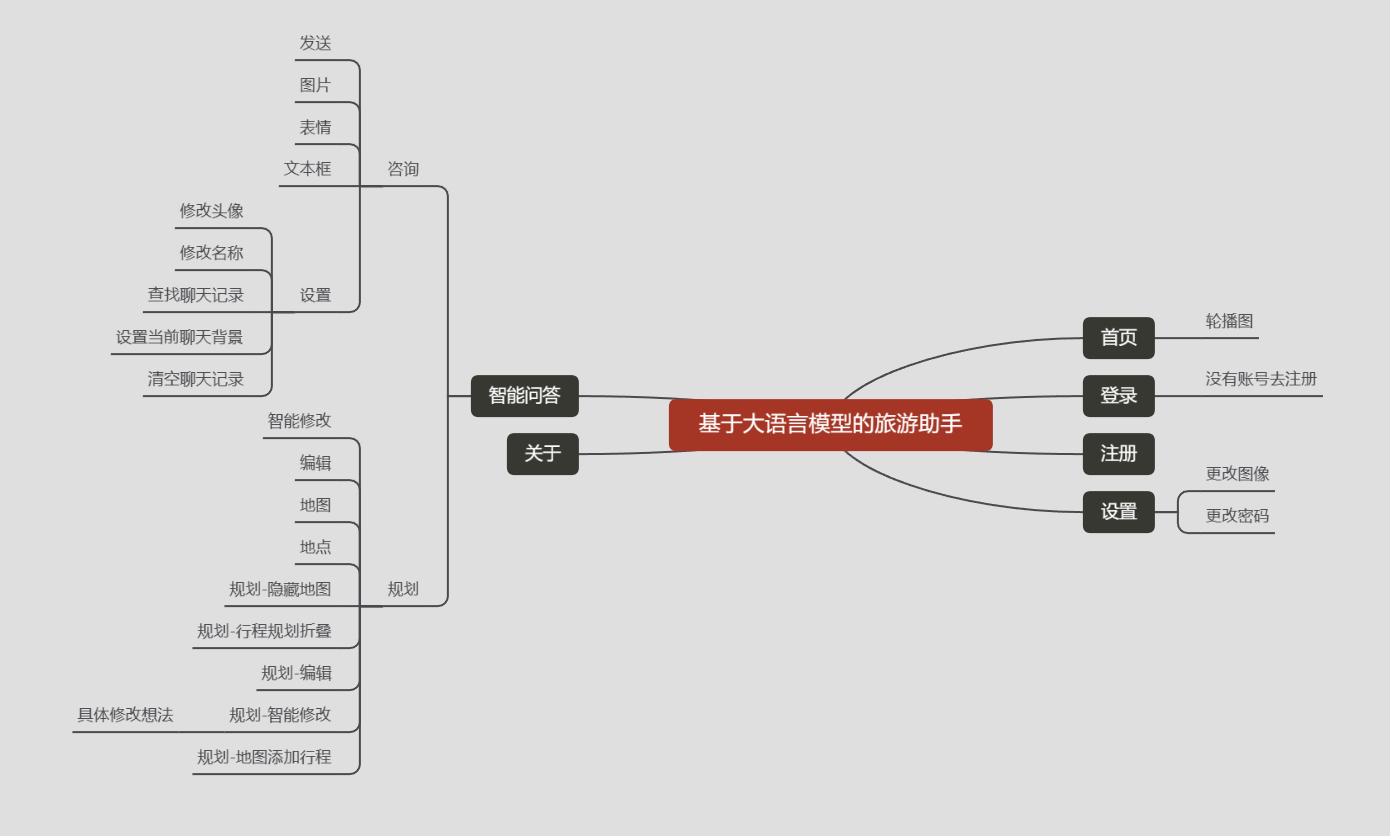 基于大语言模型的旅游助手
首页
轮播图
登录
没有账号去注册
注册
设置
更改图像
更改密码
智能问答
咨询
发送
图片
表情
文本框
设置
修改头像
修改名称
查找聊天记录
设置当前聊天背景
清空聊天记录
规划
智能修改
编辑
地图
地点
规划-隐藏地图
规划-行程规划折叠
规划-编辑
规划-智能修改
具体修改想法
规划-地图添加行程
关于